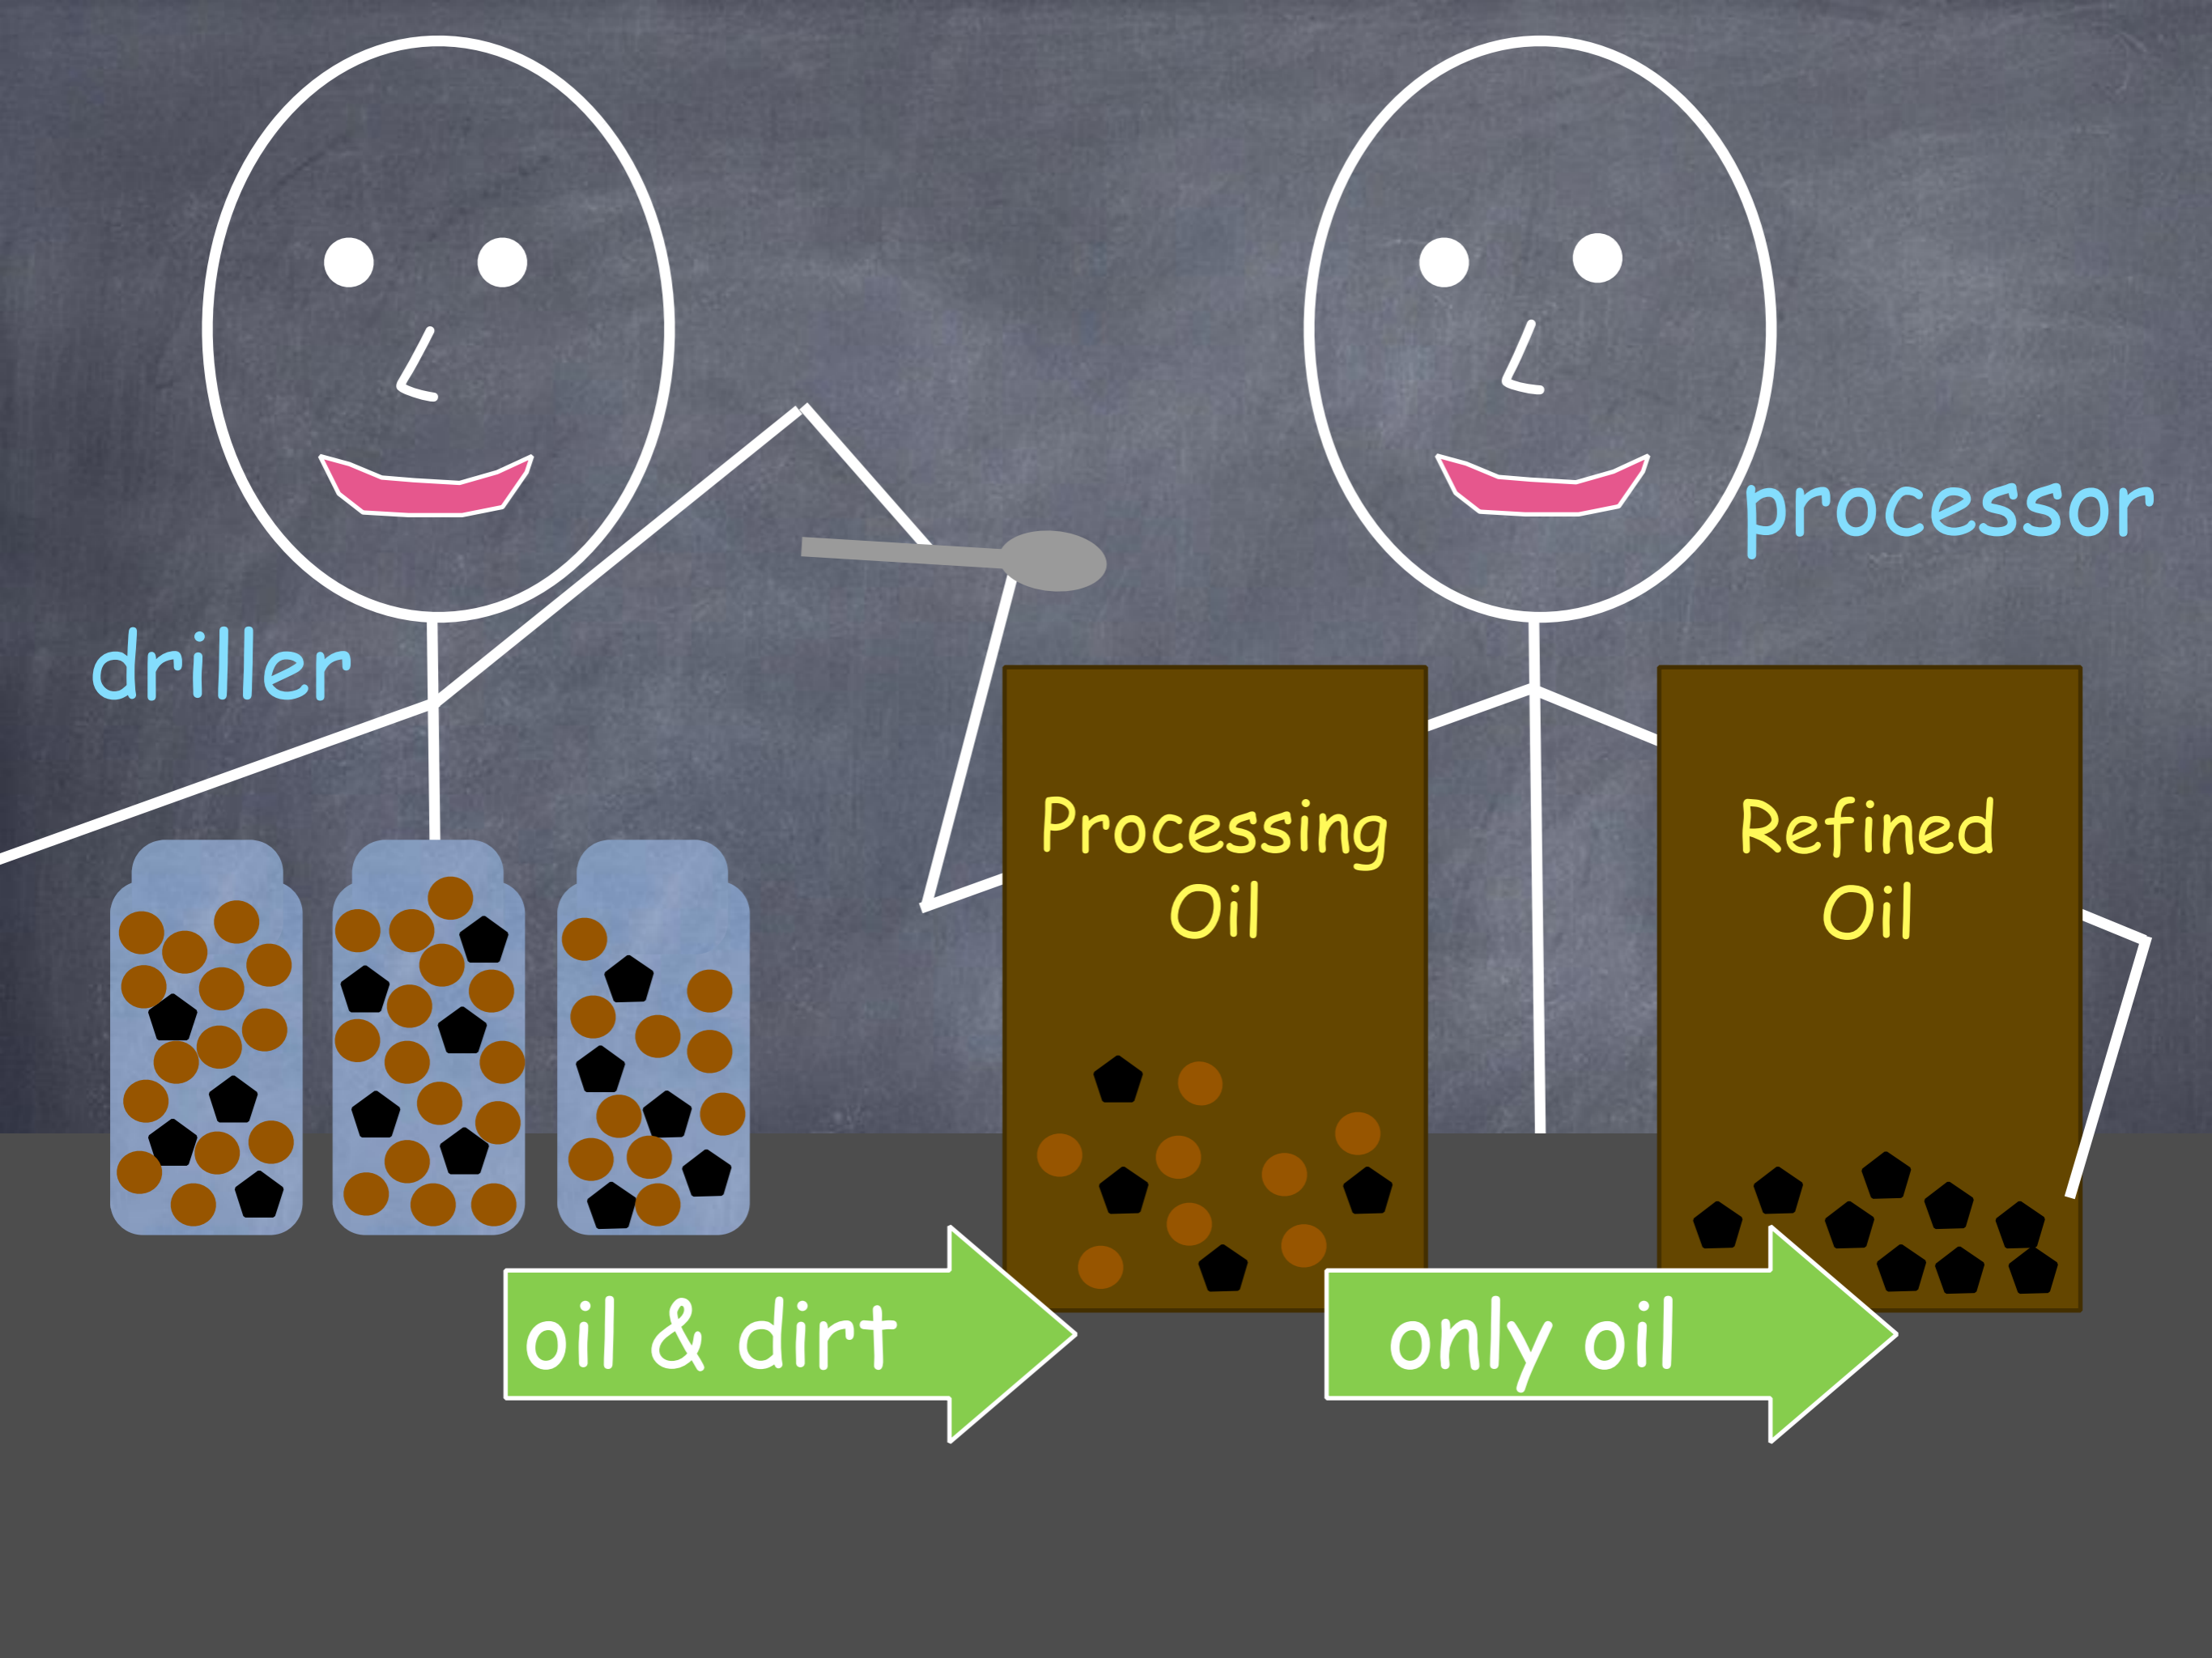 processor
driller
Processing
Oil
Refined
Oil
oil & dirt
only oil